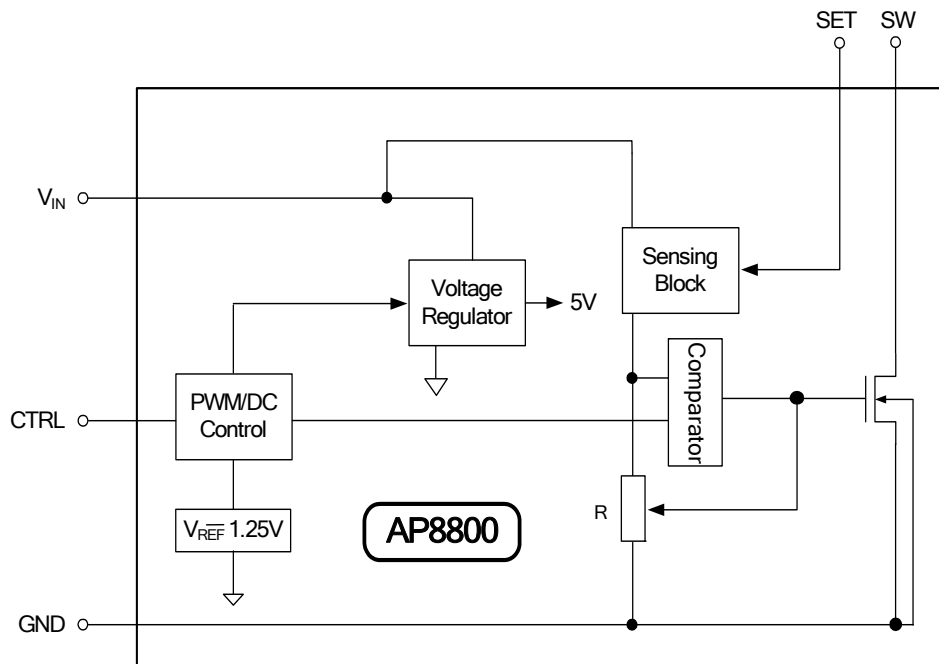 SET SW
VIN
Sensing
Block
Voltage
Regulator
5V
Comparator
PWM/DC
Control
CTRL
VREF= 1.25V
R
AP8800
GND